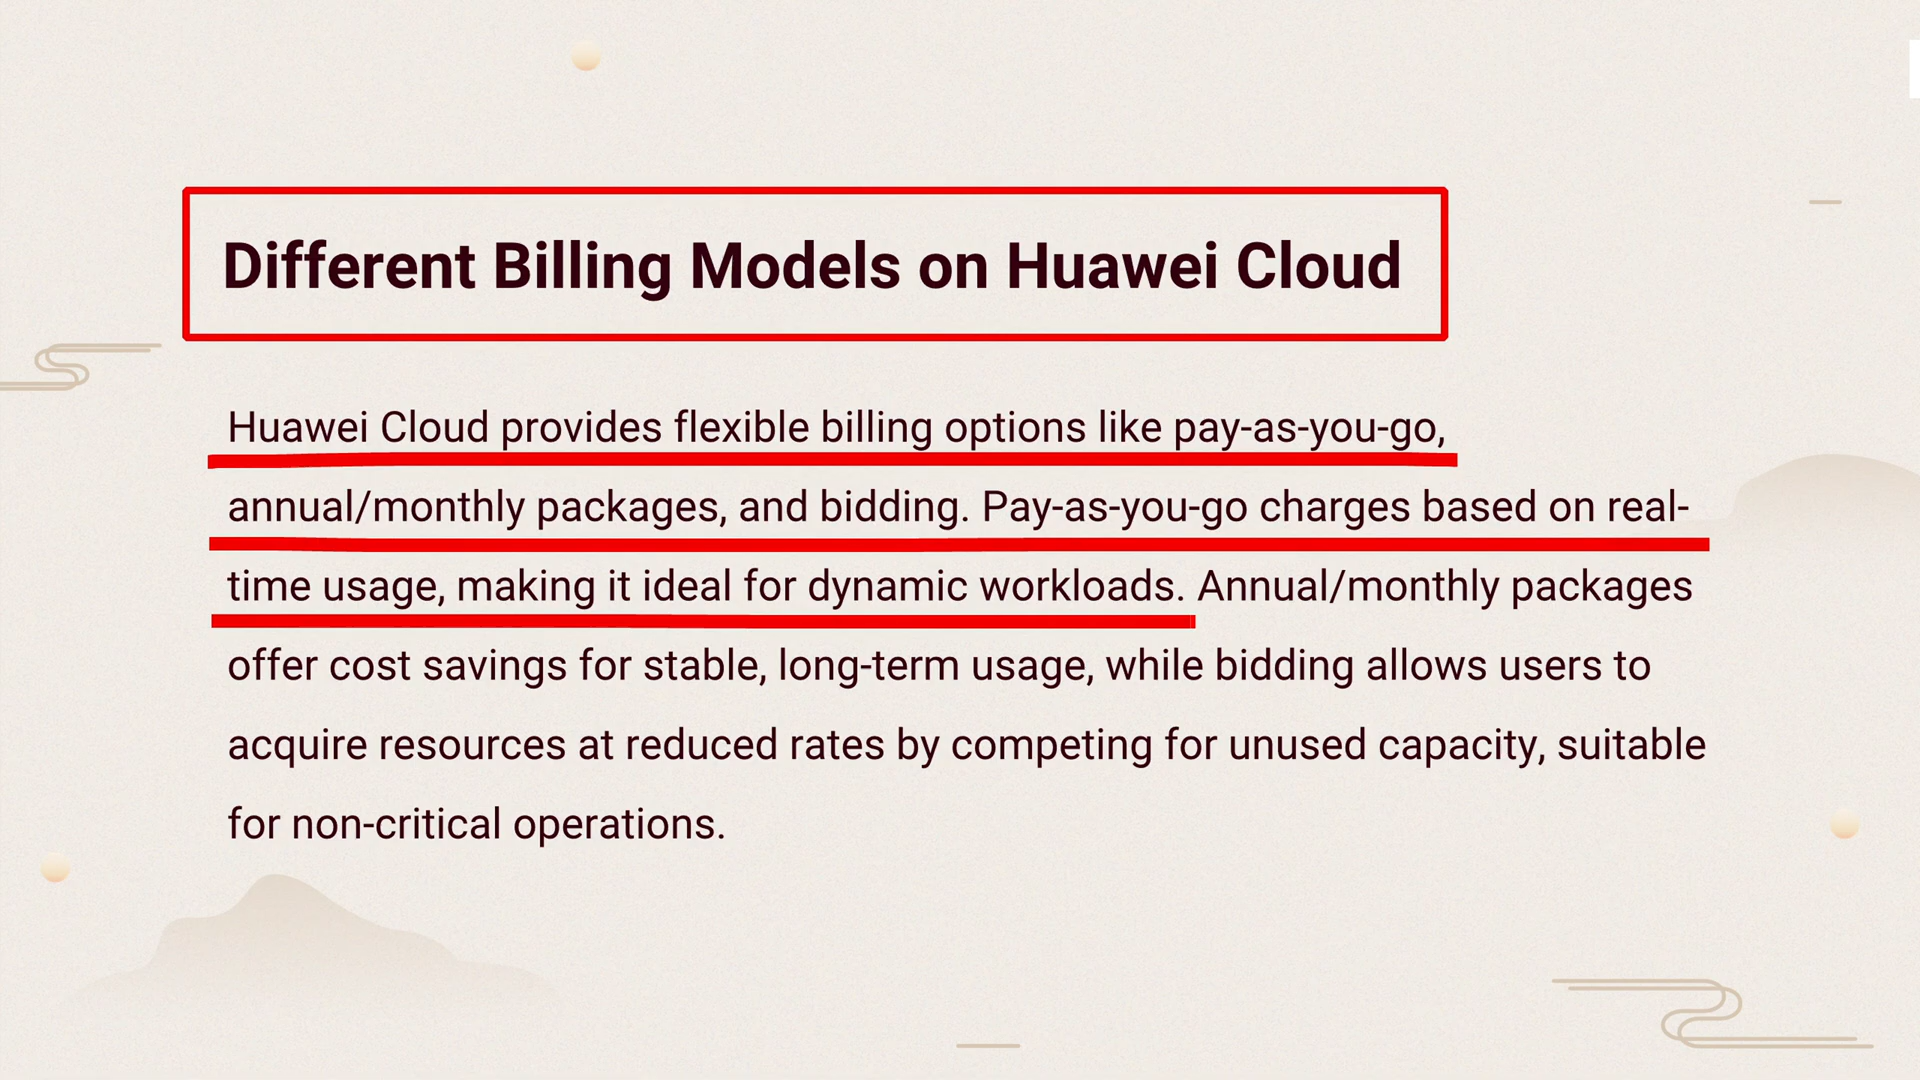 Different Billing Models on Huawei Cloud
Huawei Cloud provides flexible billing options like pay-as-you-go,
annual/monthly packages, and bidding. Pay-as-you-go charges based on real-
time usage, making it ideal for dynamic workloads. Annual/monthly packages
offer cost savings for stable, long-term usage, while bidding allows users to
acquire resources at reduced rates by competing for unused capacity, suitable
for non-critical operations.